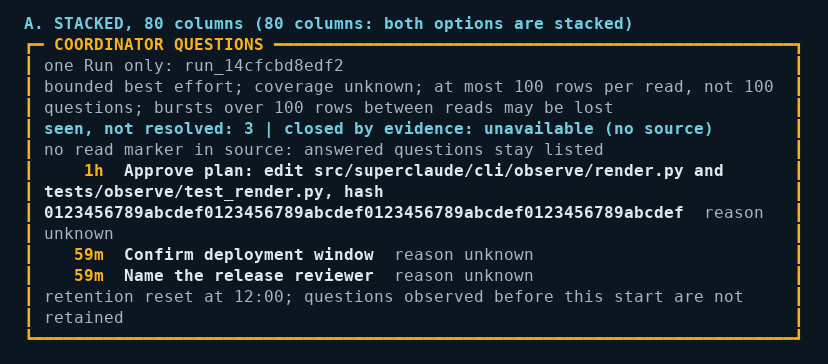 A. STACKED, 80 columns (80 columns: both options are stacked)
COORDINATOR QUESTIONS
one Run only: run_14cfcbd8edf2
bounded best effort; coverage unknown; at most 100 rows per read, not 100
questions; bursts over 100 rows between reads may be lost
seen, not resolved: 3 | closed by evidence: unavailable (no source)
no read marker in source: answered questions stay listed
1h  Approve plan: edit src/superclaude/cli/observe/render.py and
tests/observe/test_render.py, hash
0123456789abcdef0123456789abcdef0123456789abcdef0123456789abcdef  reason
unknown
59m  Confirm deployment window  reason unknown
59m  Name the release reviewer  reason unknown
retention reset at 12:00; questions observed before this start are not
retained